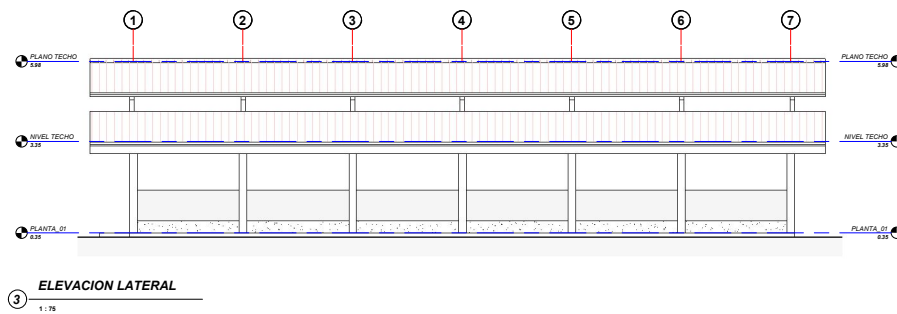 1 2 3 4 5 6 7
PLANO TECHO PLANO TECHO
5.98 5.98
NIVEL TECHO NIVEL TECHO
3.35 3.35
PLANTA_01 PLANTA_01
0.35 0.35
ELEVACION LATERAL
3
1 : 75